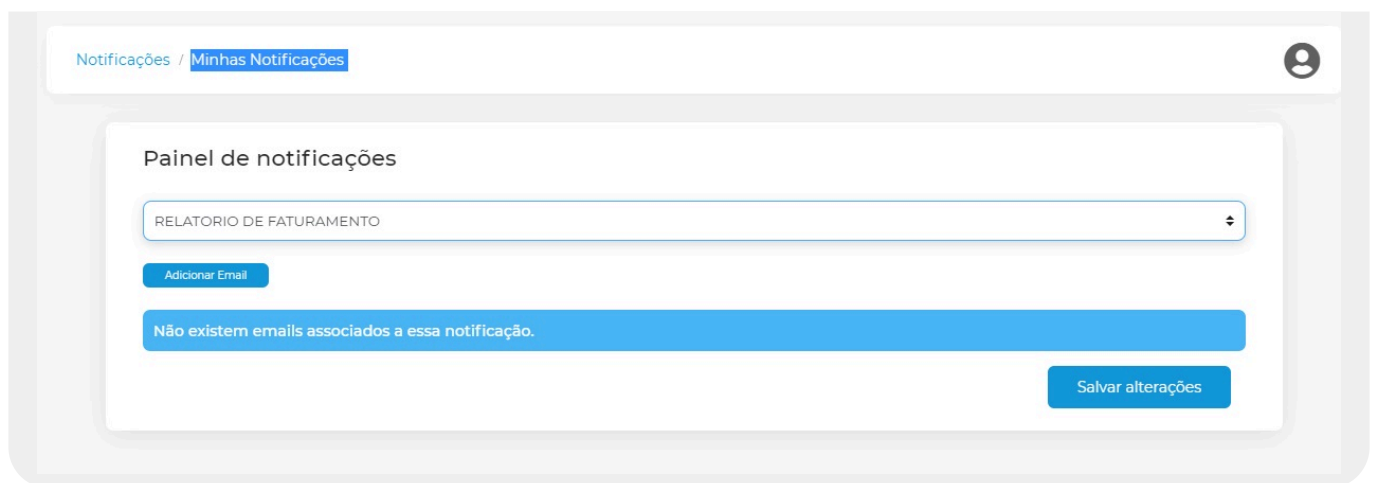 Notificações / Minhas Notificações
Painel de notificações
RELATORIO DE FATURAMENTO
Adicionar Email
Não existem emails associados a essa notificação.
Salvar alterações